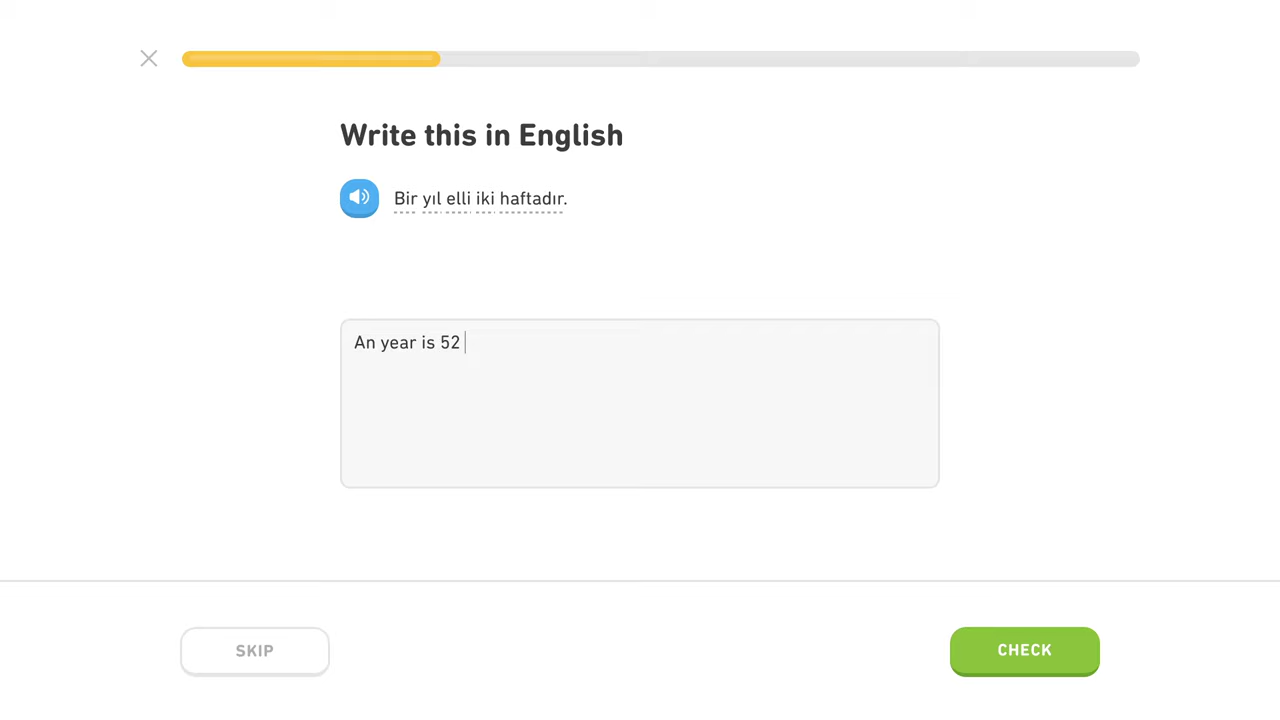 Write this in English
Bir yıl elli iki haftadır.
An year is 52
SKIP
CHECK